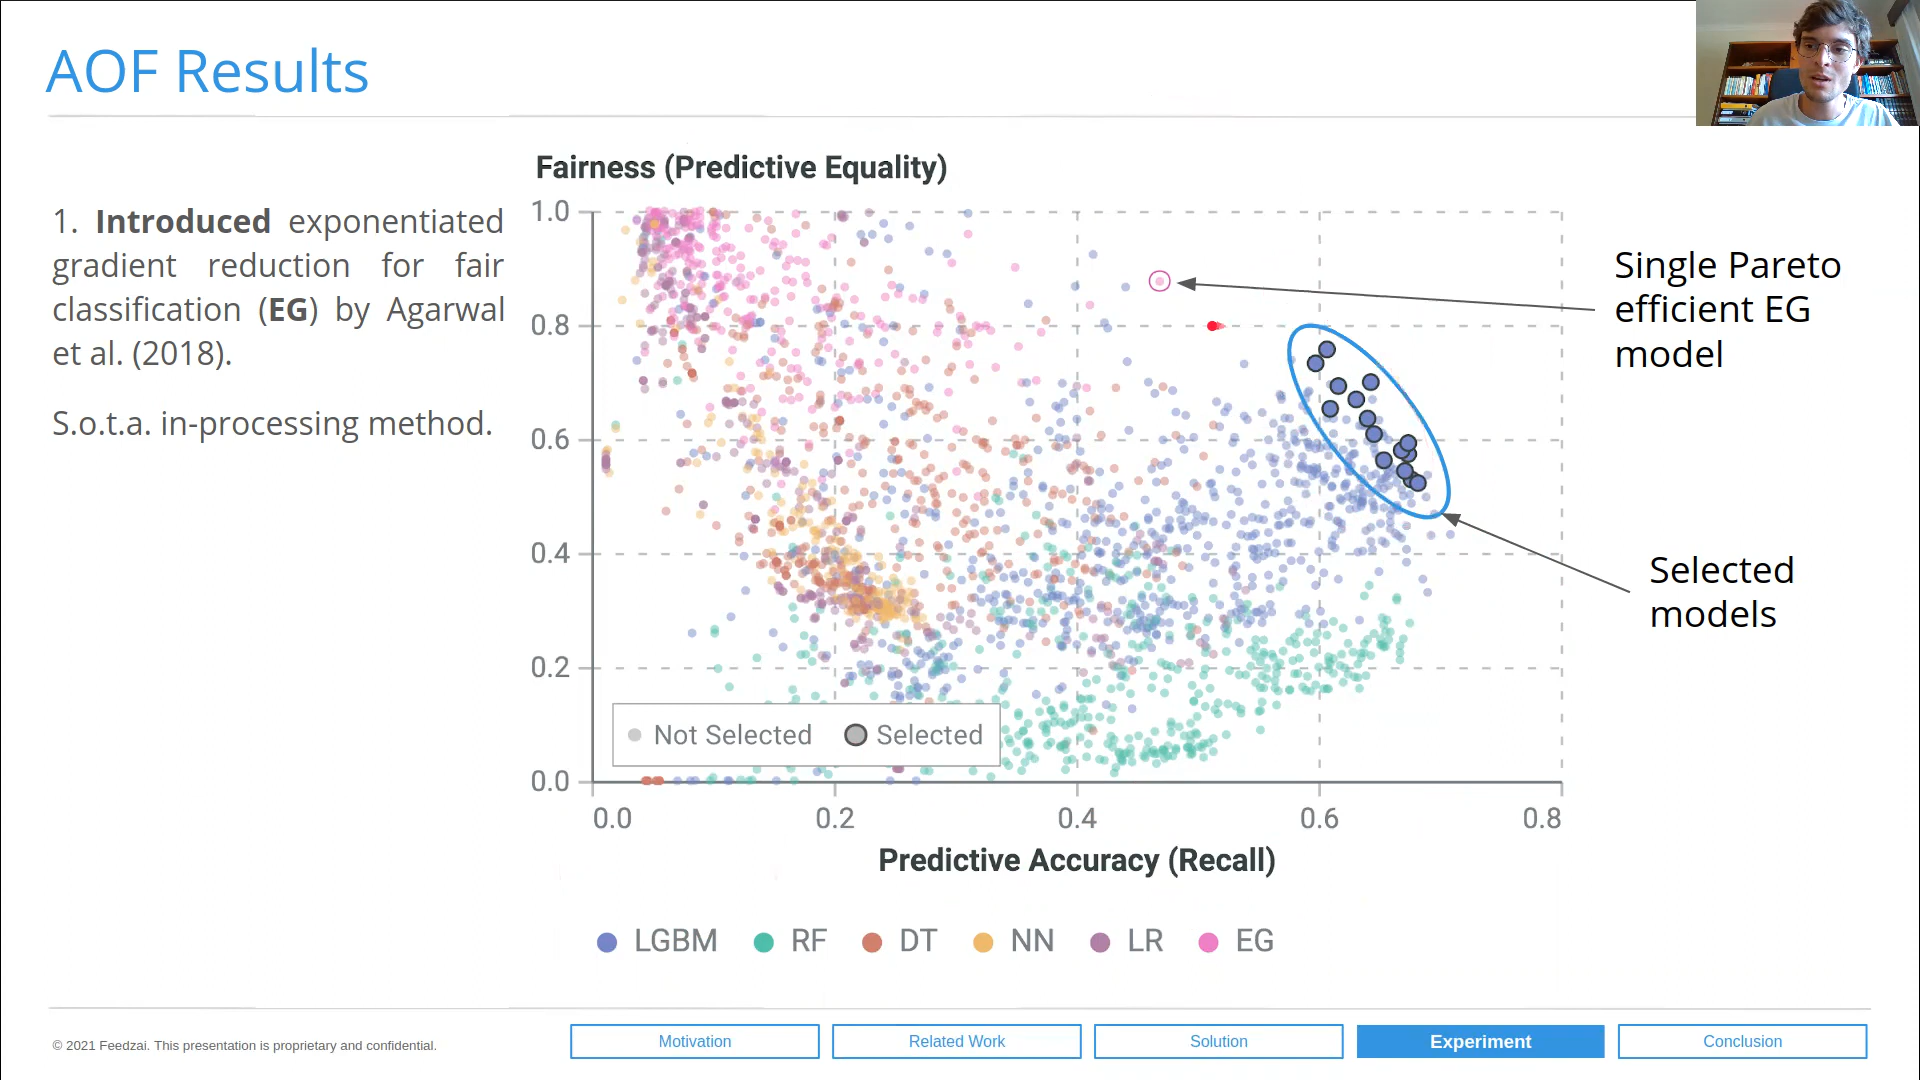 AOF Results
1. Introduced exponentiated
gradient reduction for fair
classification (EG) by Agarwal
et al. (2018).
S.o.t.a. in-processing method.
Fairness (Predictive Equality)
1.0
0.8
0.6
0.4
0.2
0.0
Not Selected
Selected
0.0
0.2
0.4
0.6
0.8
Predictive Accuracy (Recall)
LGBM
RF
DT
NN
LR
EG
Single Pareto
efficient EG
model
Selected
models
© 2021 Feedzai. This presentation is proprietary and confidential.
Motivation
Related Work
Solution
Experiment
Conclusion